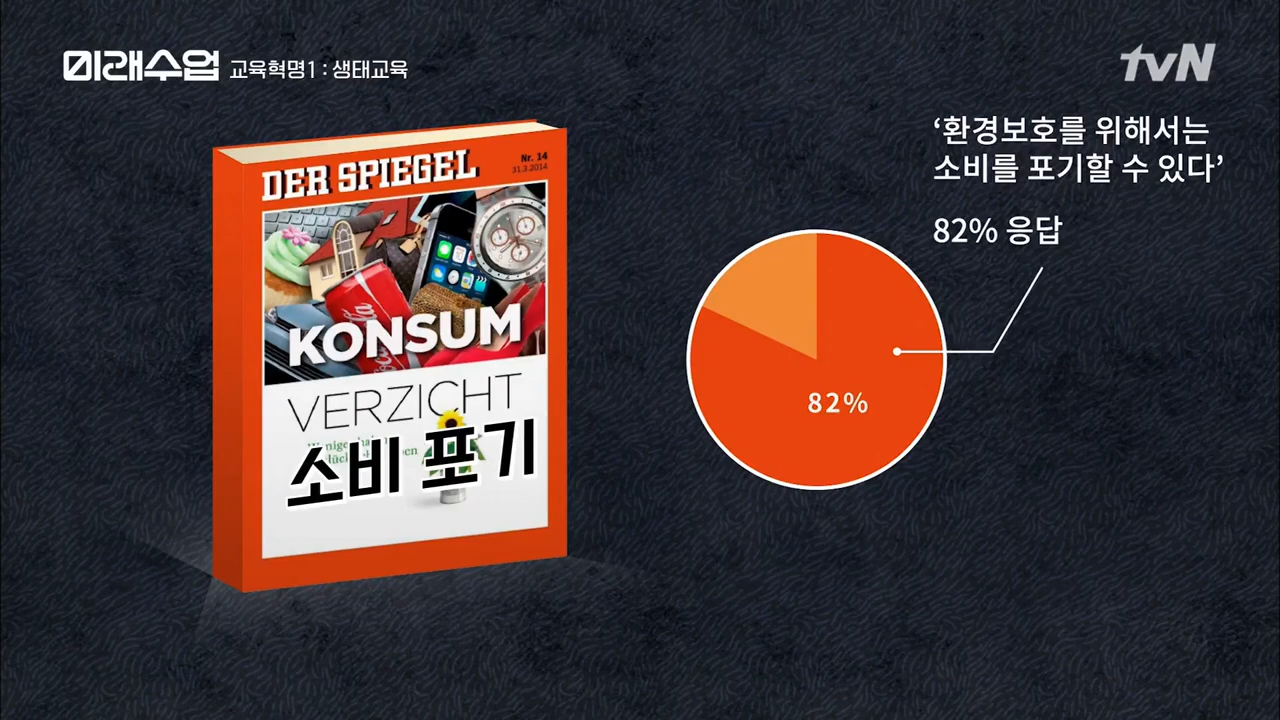 미래수업 교육혁명1 : 생태교육
tvN
DER SPIEGEL
Nr. 14
31.3.2014
KONSUM
VERZICHT
소비 포기
‘환경보호를 위해서는
소비를 포기할 수 있다’
82% 응답
82%